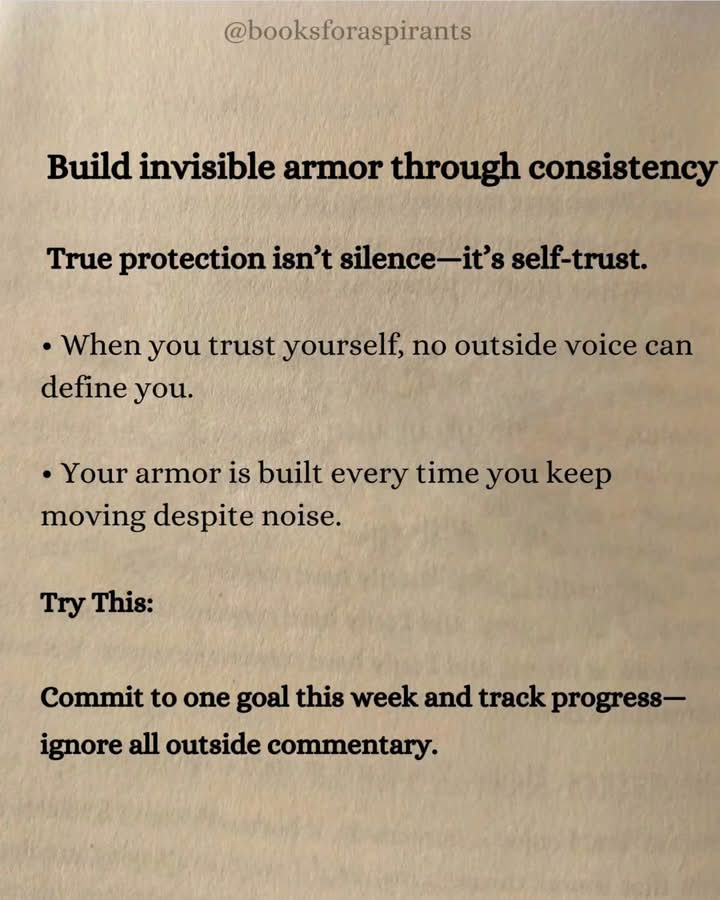 @booksforaspirants
Build invisible armor through consistency
True protection isn’t silence—it’s self-trust.
• When you trust yourself, no outside voice can
define you.
• Your armor is built every time you keep
moving despite noise.
Try This:
Commit to one goal this week and track progress—
ignore all outside commentary.